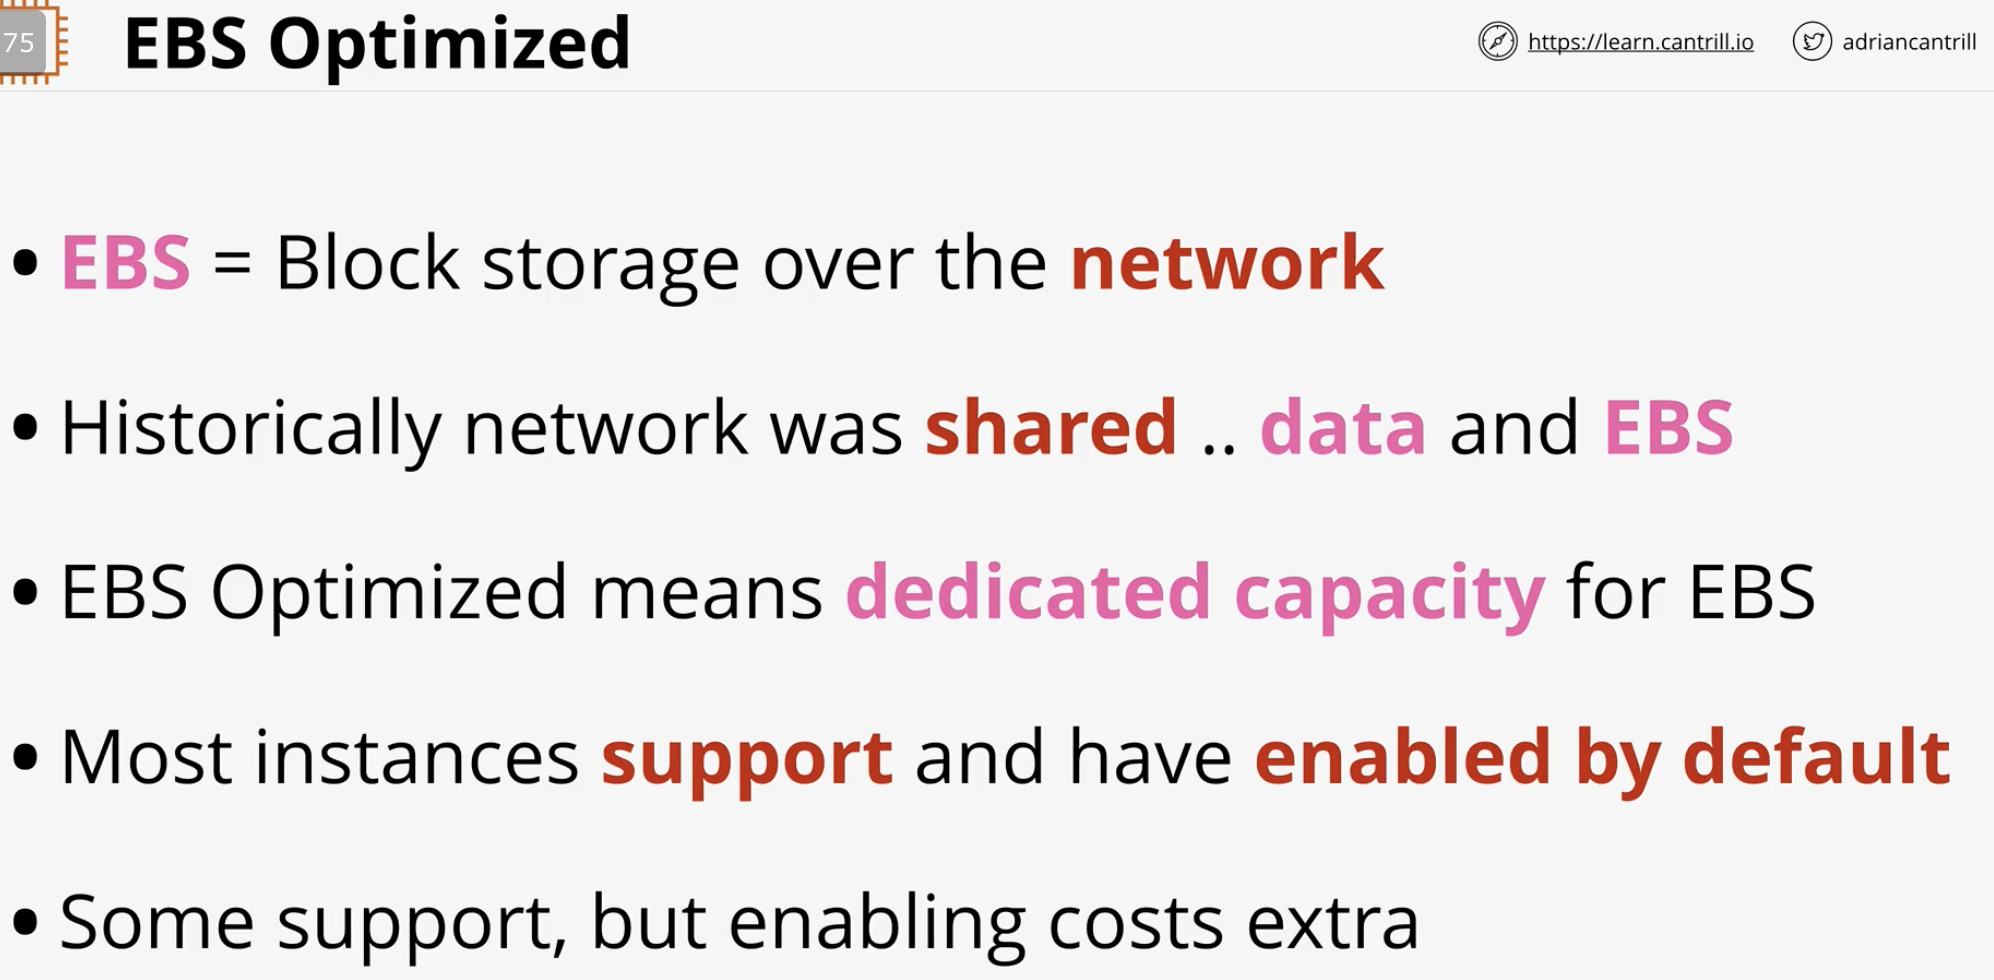 75
EBS Optimized
https://learn.cantrill.io
adriancantrill
• EBS = Block storage over the network
• Historically network was shared .. data and EBS
• EBS Optimized means dedicated capacity for EBS
• Most instances support and have enabled by default
• Some support, but enabling costs extra